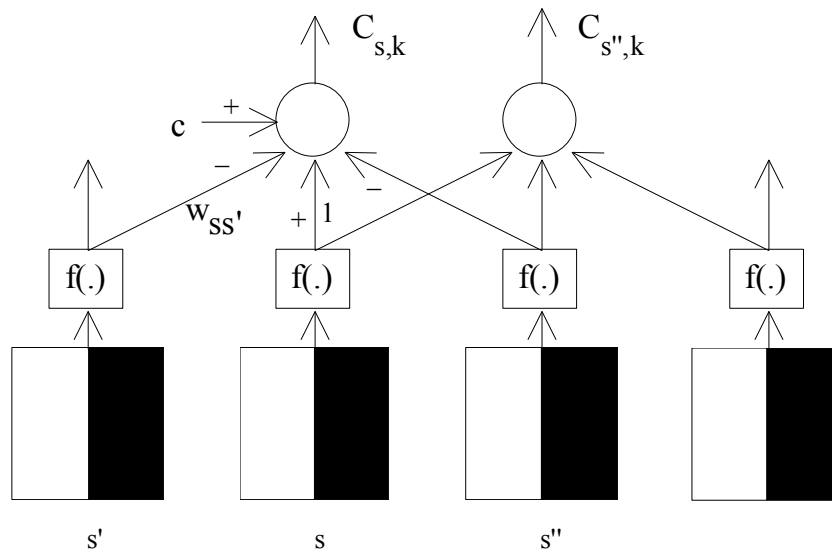 C_{s,k} C_{s'',k}
+
c
− −
w_{ss'} + 1
f(.) f(.) f(.) f(.)
s' s s''